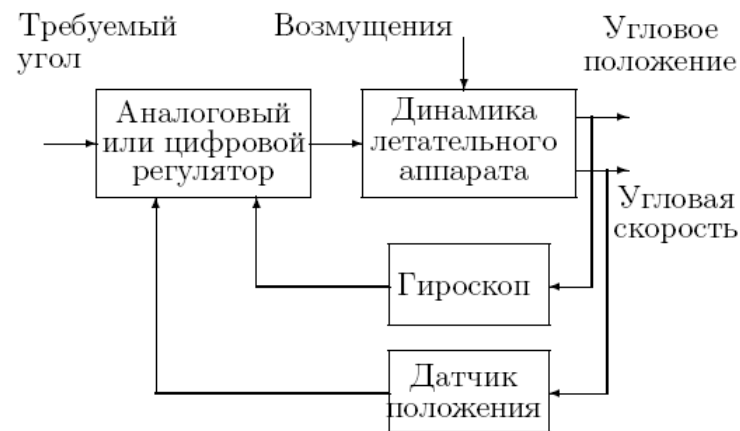 Требуемый
угол
Возмущения
Угловое
положение
Аналоговый
или цифровой
регулятор
Динамика
летательного
аппарата
Угловая
скорость
Гироскоп
Датчик
положения